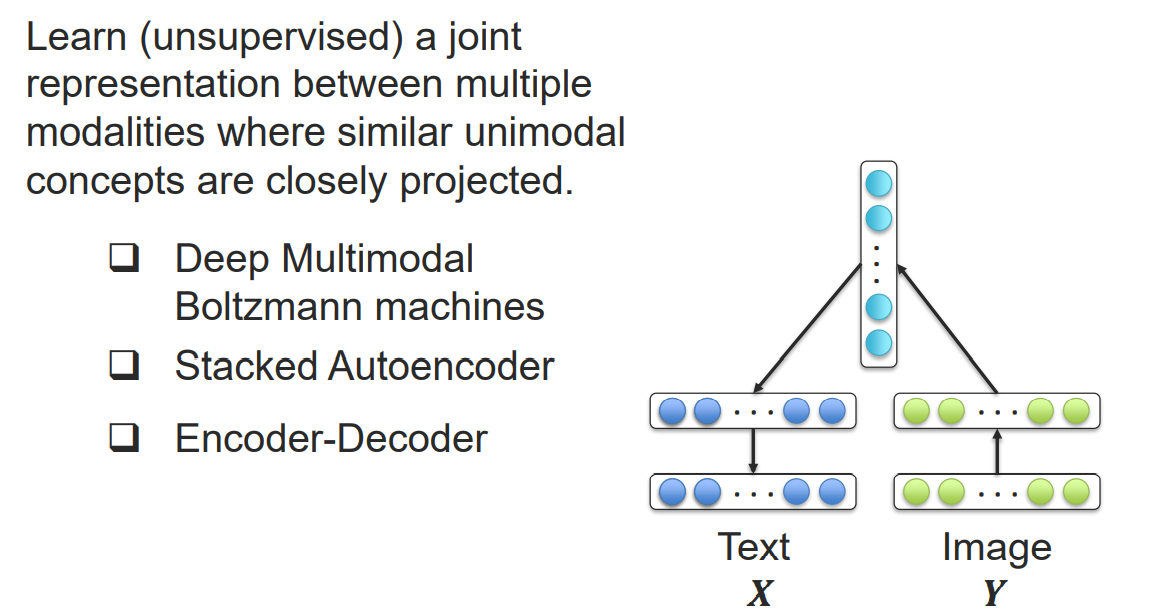 Learn (unsupervised) a joint
representation between multiple
modalities where similar unimodal
concepts are closely projected.
❑ Deep Multimodal
Boltzmann machines
❑ Stacked Autoencoder
❑ Encoder-Decoder
Text
X
Image
Y